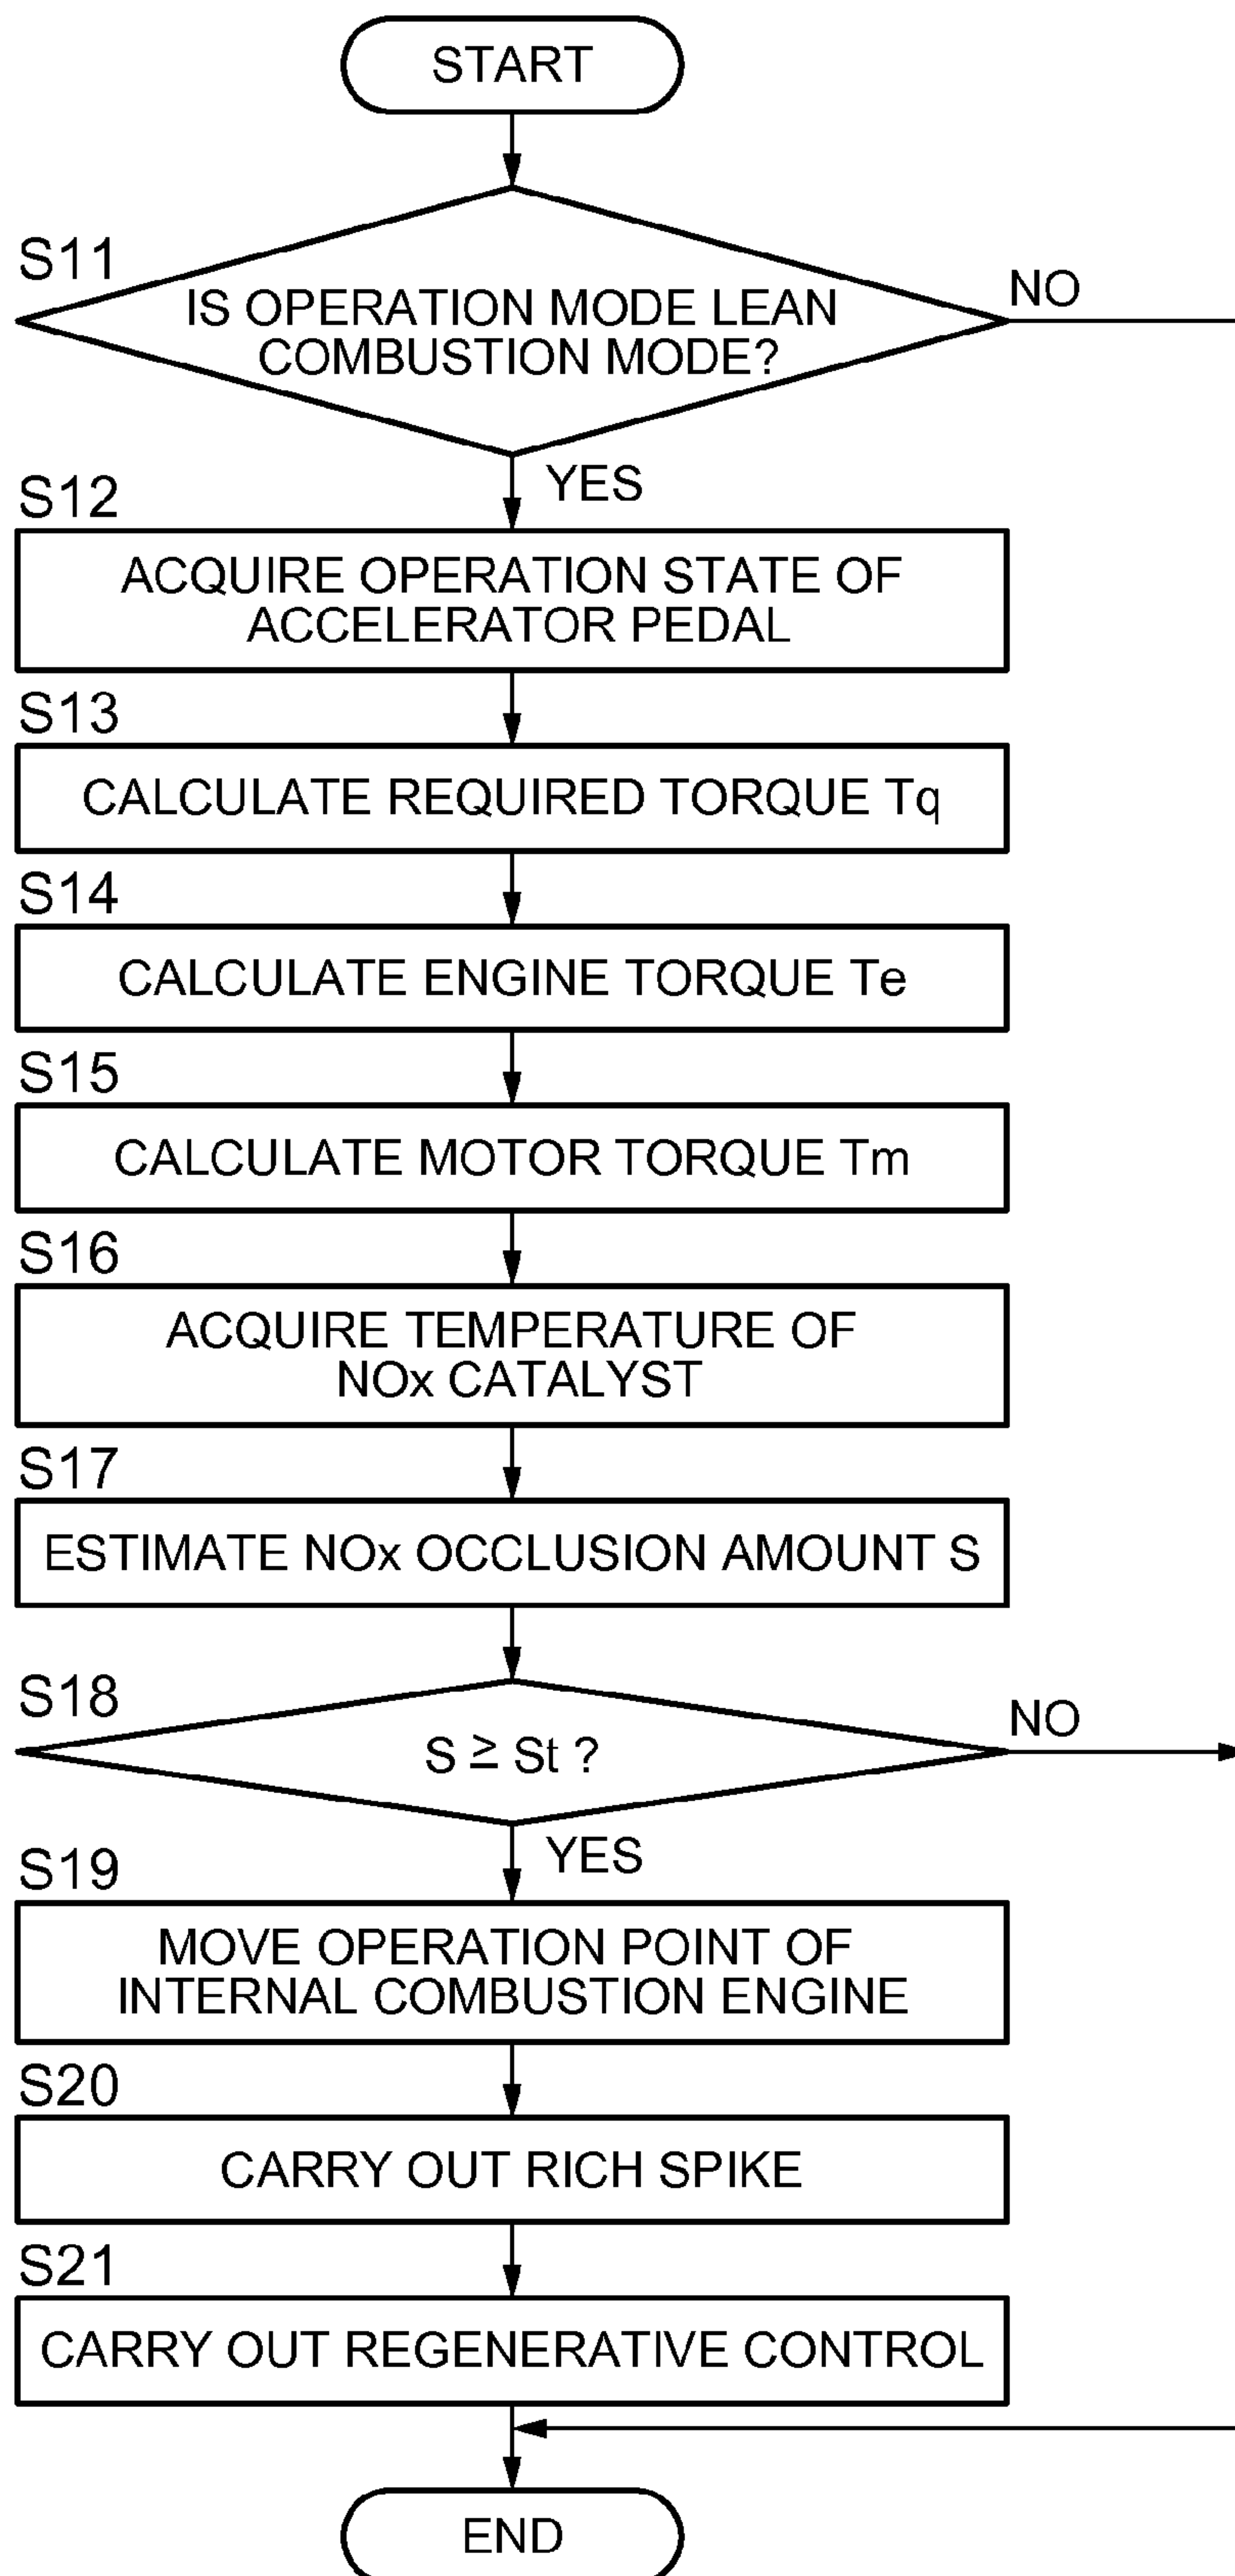 START
S11
IS OPERATION MODE LEAN
COMBUSTION MODE?
NO
YES
S12
ACQUIRE OPERATION STATE OF
ACCELERATOR PEDAL
S13
CALCULATE REQUIRED TORQUE Tq
S14
CALCULATE ENGINE TORQUE Te
S15
CALCULATE MOTOR TORQUE Tm
S16
ACQUIRE TEMPERATURE OF
NOx CATALYST
S17
ESTIMATE NOx OCCLUSION AMOUNT S
S18
S ≥ St ?
NO
YES
S19
MOVE OPERATION POINT OF
INTERNAL COMBUSTION ENGINE
S20
CARRY OUT RICH SPIKE
S21
CARRY OUT REGENERATIVE CONTROL
END